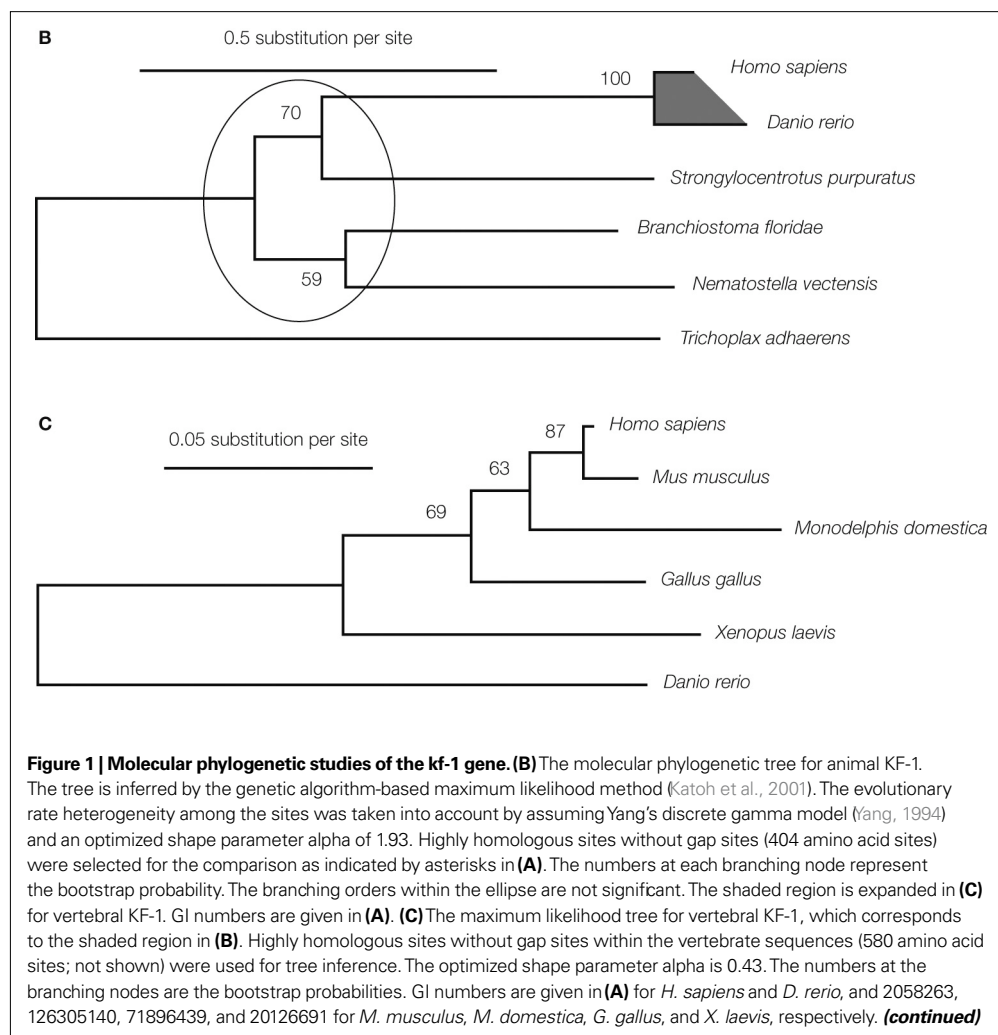 B
0.5 substitution per site
100
Homo sapiens
Danio rerio
70
Strongylocentrotus purpuratus
Branchiostoma floridae
59
Nematostella vectensis
Trichoplax adhaerens
C
0.05 substitution per site
87
Homo sapiens
Mus musculus
63
Monodelphis domestica
69
Gallus gallus
Xenopus laevis
Danio rerio
Figure 1 | Molecular phylogenetic studies of the kf-1 gene. (B) The molecular phylogenetic tree for animal KF-1.
The tree is inferred by the genetic algorithm-based maximum likelihood method (Katoh et al., 2001). The evolutionary
rate heterogeneity among the sites was taken into account by assuming Yang's discrete gamma model (Yang, 1994)
and an optimized shape parameter alpha of 1.93. Highly homologous sites without gap sites (404 amino acid sites)
were selected for the comparison as indicated by asterisks in (A). The numbers at each branching node represent
the bootstrap probability. The branching orders within the ellipse are not significant. The shaded region is expanded in (C)
for vertebral KF-1. GI numbers are given in (A). (C) The maximum likelihood tree for vertebral KF-1, which corresponds
to the shaded region in (B). Highly homologous sites without gap sites within the vertebrate sequences (580 amino acid
sites; not shown) were used for tree inference. The optimized shape parameter alpha is 0.43. The numbers at the
branching nodes are the bootstrap probabilities. GI numbers are given in (A) for H. sapiens and D. rerio, and 2058263,
126305140, 71896439, and 20126691 for M. musculus, M. domestica, G. gallus, and X. laevis, respectively. (continued)